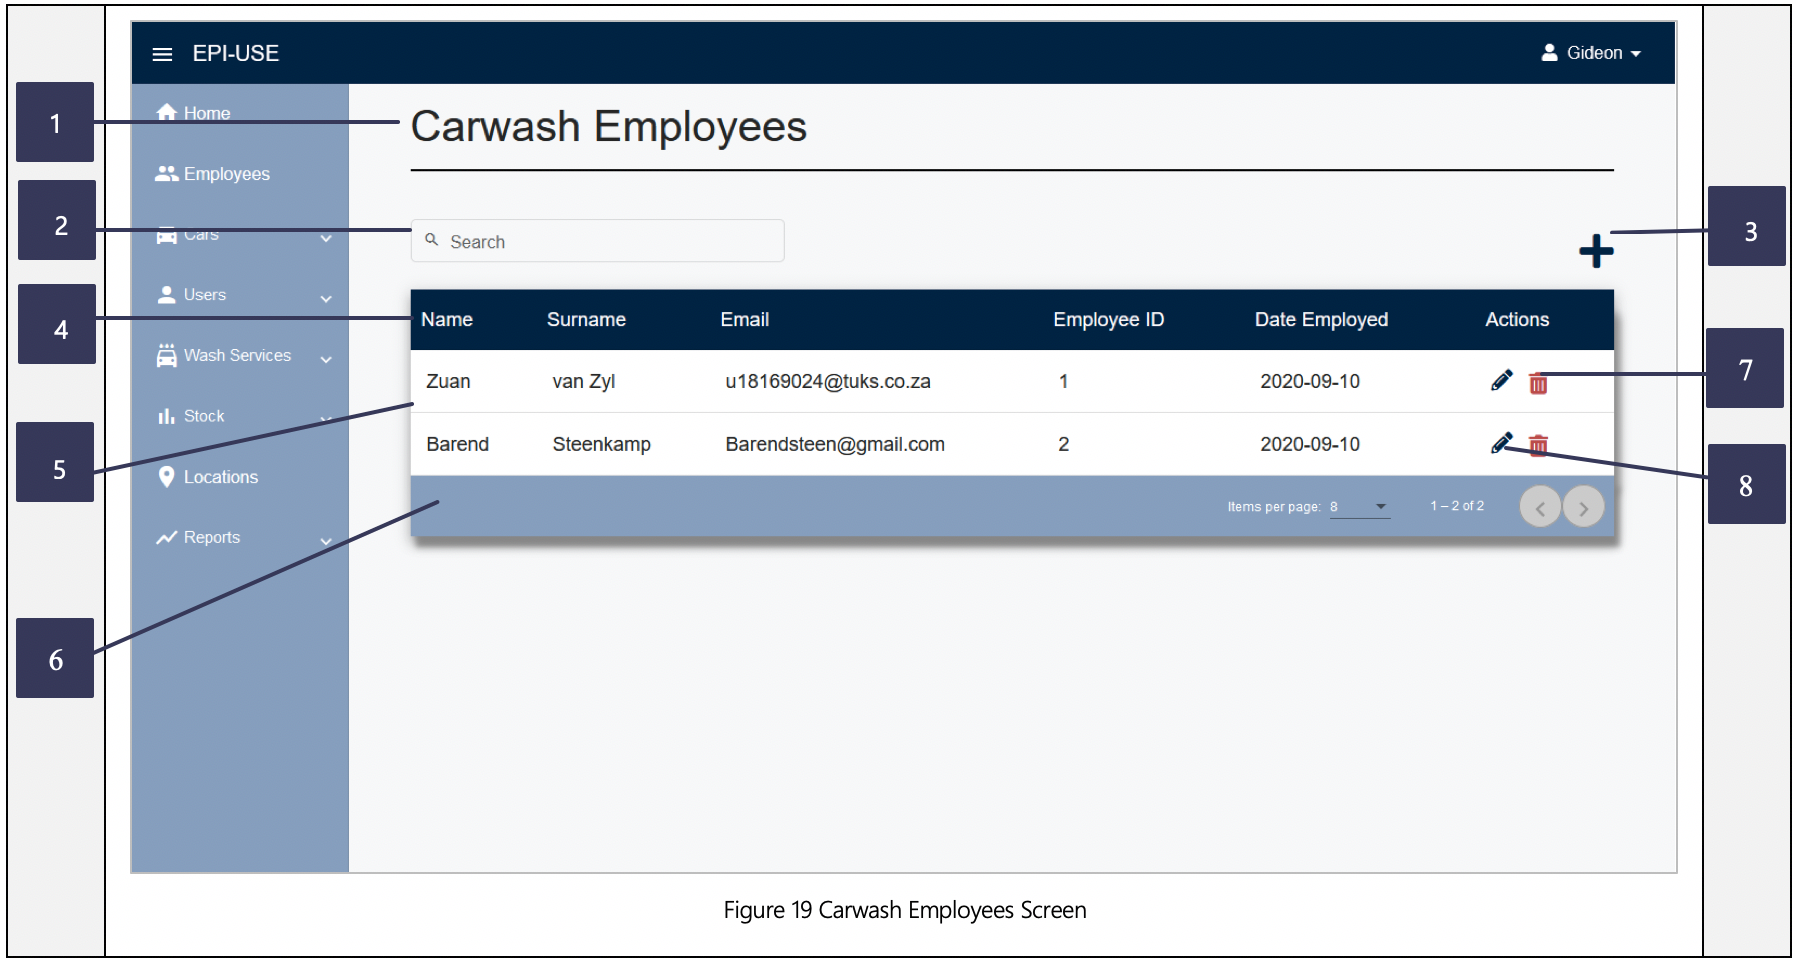 EPI-USE
Gideon
1
Home
Carwash Employees
Employees
2
Cars
Search
3
Users
4
Name Surname Email Employee ID Date Employed Actions
Wash Services
7
Zuan van Zyl u18169024@tuks.co.za 1 2020-09-10
Stock
5
Barend Steenkamp Barendsteen@gmail.com 2 2020-09-10
8
Locations
Items per page: 8 1 – 2 of 2
Reports
6
Figure 19 Carwash Employees Screen